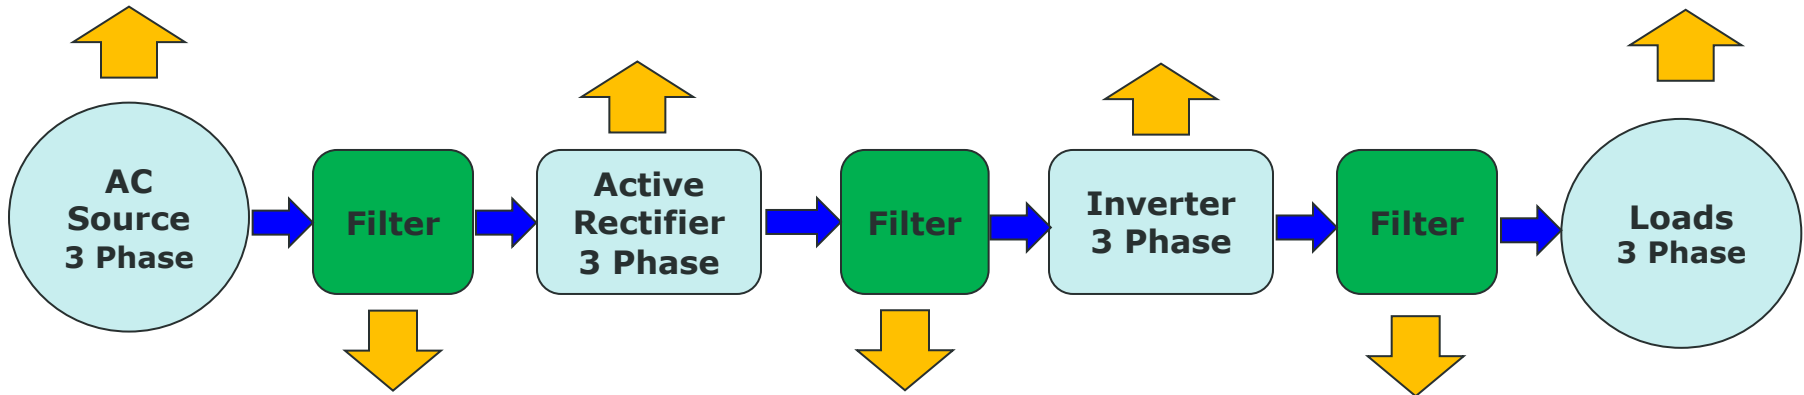 AC
Source
3 Phase
Filter
Active
Rectifier
3 Phase
Filter
Inverter
3 Phase
Filter
Loads
3 Phase